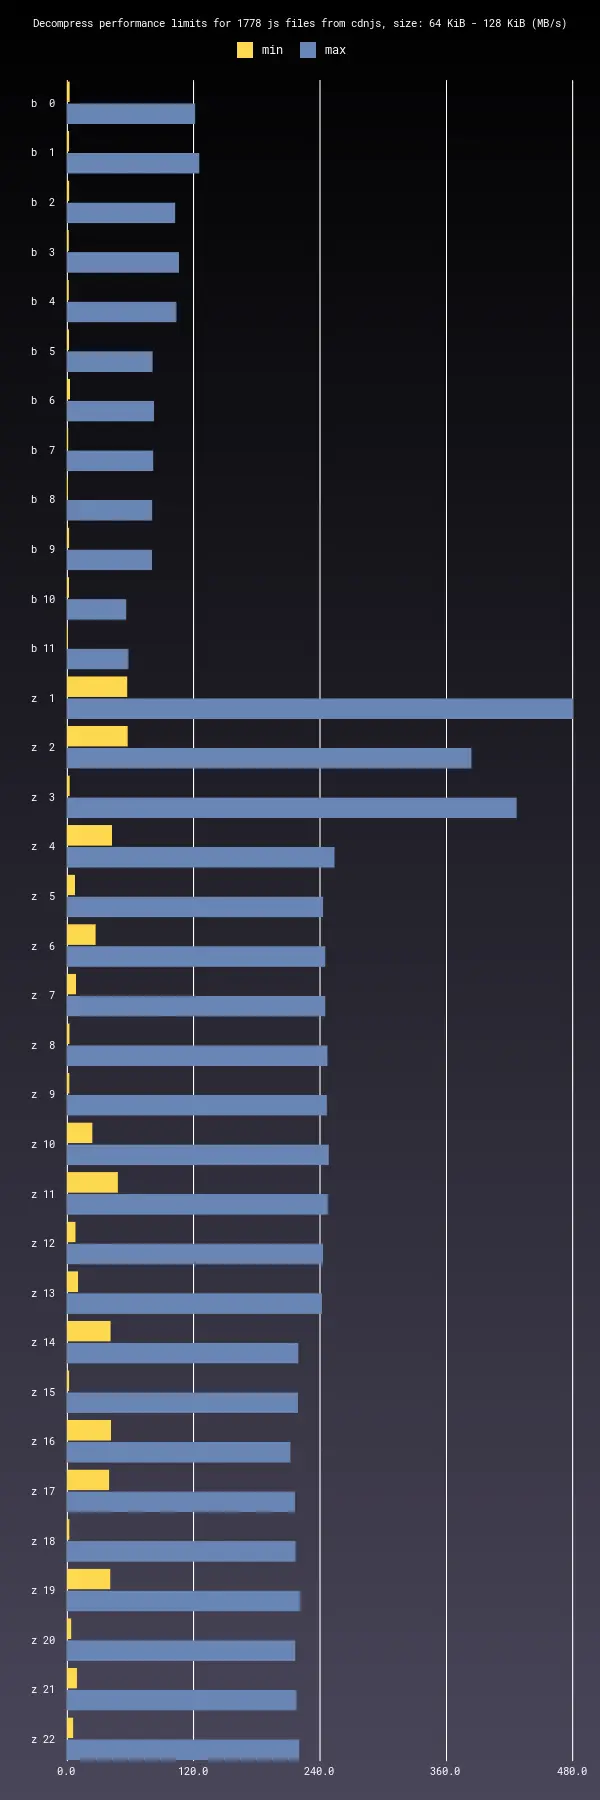 Decompress performance limits for 1778 js files from cdnjs, size: 64 KiB - 128 KiB (MB/s)
min max
b 0
b 1
b 2
b 3
b 4
b 5
b 6
b 7
b 8
b 9
b 10
b 11
z 1
z 2
z 3
z 4
z 5
z 6
z 7
z 8
z 9
z 10
z 11
z 12
z 13
z 14
z 15
z 16
z 17
z 18
z 19
z 20
z 21
z 22
0.0 120.0 240.0 360.0 480.0